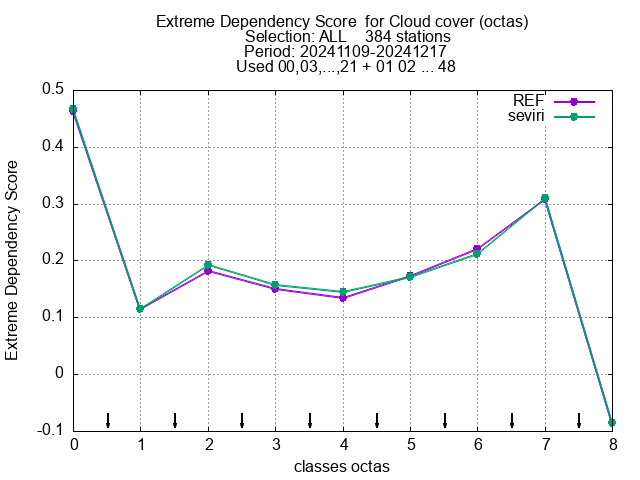 Extreme Dependency Score  for Cloud cover (octas)
Selection: ALL    384 stations
Period: 20241109-20241217
Used 00,03,...,21 + 01 02 ... 48
REF
seviri
0.5
0.4
0.3
0.2
0.1
0
-0.1
Extreme Dependency Score
0 1 2 3 4 5 6 7 8
classes octas